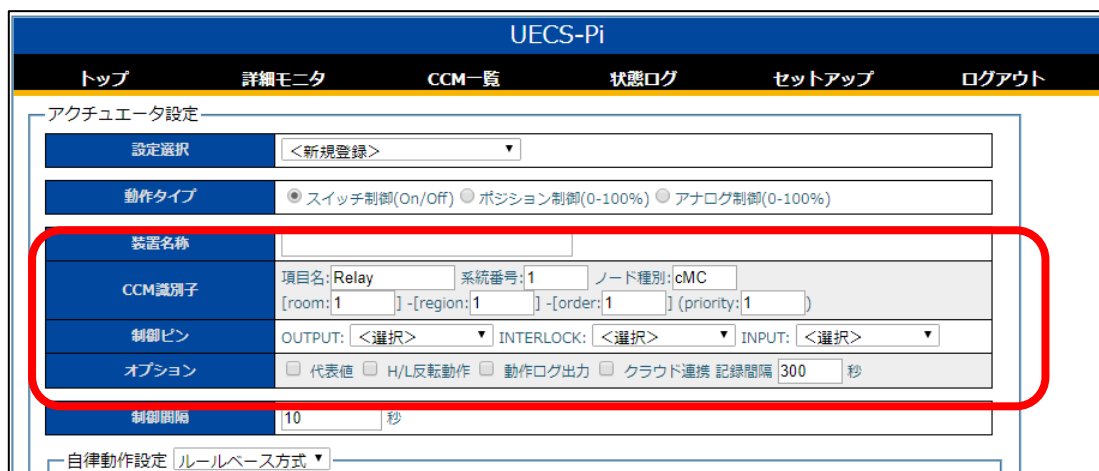 UECS-Pi
トップ 詳細モニタ CCM一覧 状態ログ セットアップ ログアウト
アクチュエータ設定
設定選択 <新規登録>
動作タイプ スイッチ制御(On/Off) ポジション制御(0-100%) アナログ制御(0-100%)
装置名称
CCM識別子 項目名: Relay 系統番号: 1 ノード種別: cMC
[room: 1 ] -[region: 1 ] -[order: 1 ] (priority: 1 )
制御ピン OUTPUT: <選択> INTERLOCK: <選択> INPUT: <選択>
オプション 代表値 H/L反転動作 動作ログ出力 クラウド連携 記録間隔 300 秒
制御間隔 10 秒
自律動作設定 ルールベース方式